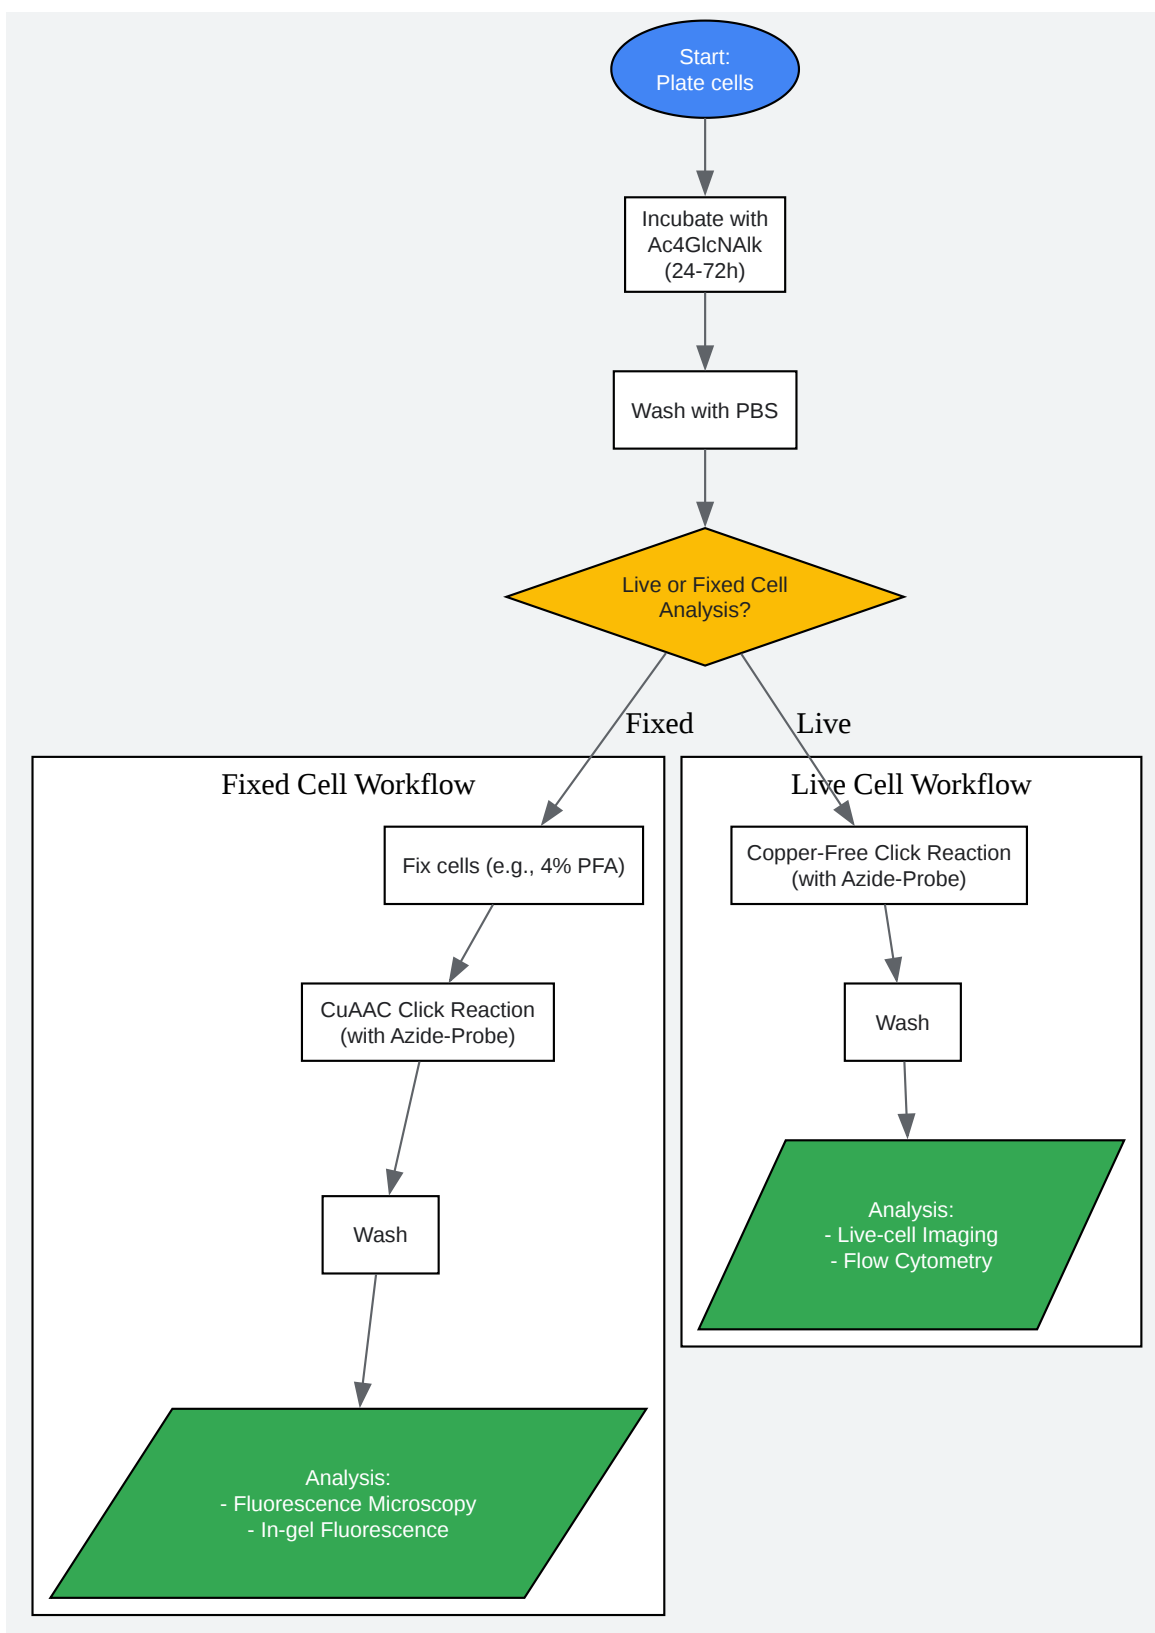 Start:
Plate cells
Incubate with
Ac4GlcNAlk
(24-72h)
Wash with PBS
Live or Fixed Cell
Analysis?
Fixed
Live
Fixed Cell Workflow
Fix cells (e.g., 4% PFA)
CuAAC Click Reaction
(with Azide-Probe)
Wash
Analysis:
- Fluorescence Microscopy
- In-gel Fluorescence
Live Cell Workflow
Copper-Free Click Reaction
(with Azide-Probe)
Wash
Analysis:
- Live-cell Imaging
- Flow Cytometry